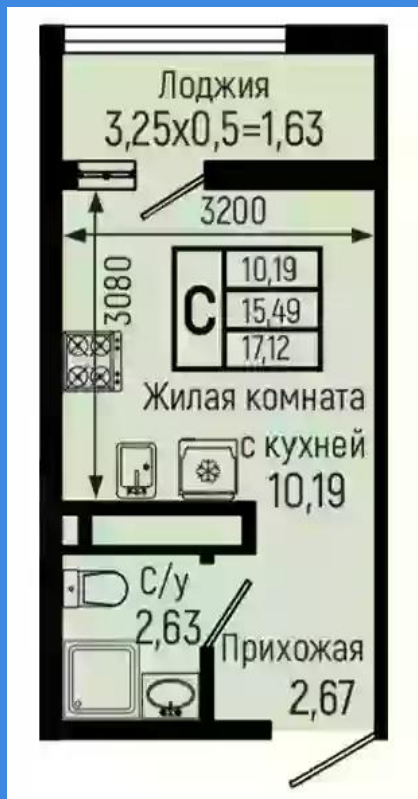 Лоджия
3,25х0,5=1,63
3200
3080
С
10,19
15,49
17,12
Жилая комната
с кухней
10,19
С/у
2,63
Прихожая
2,67